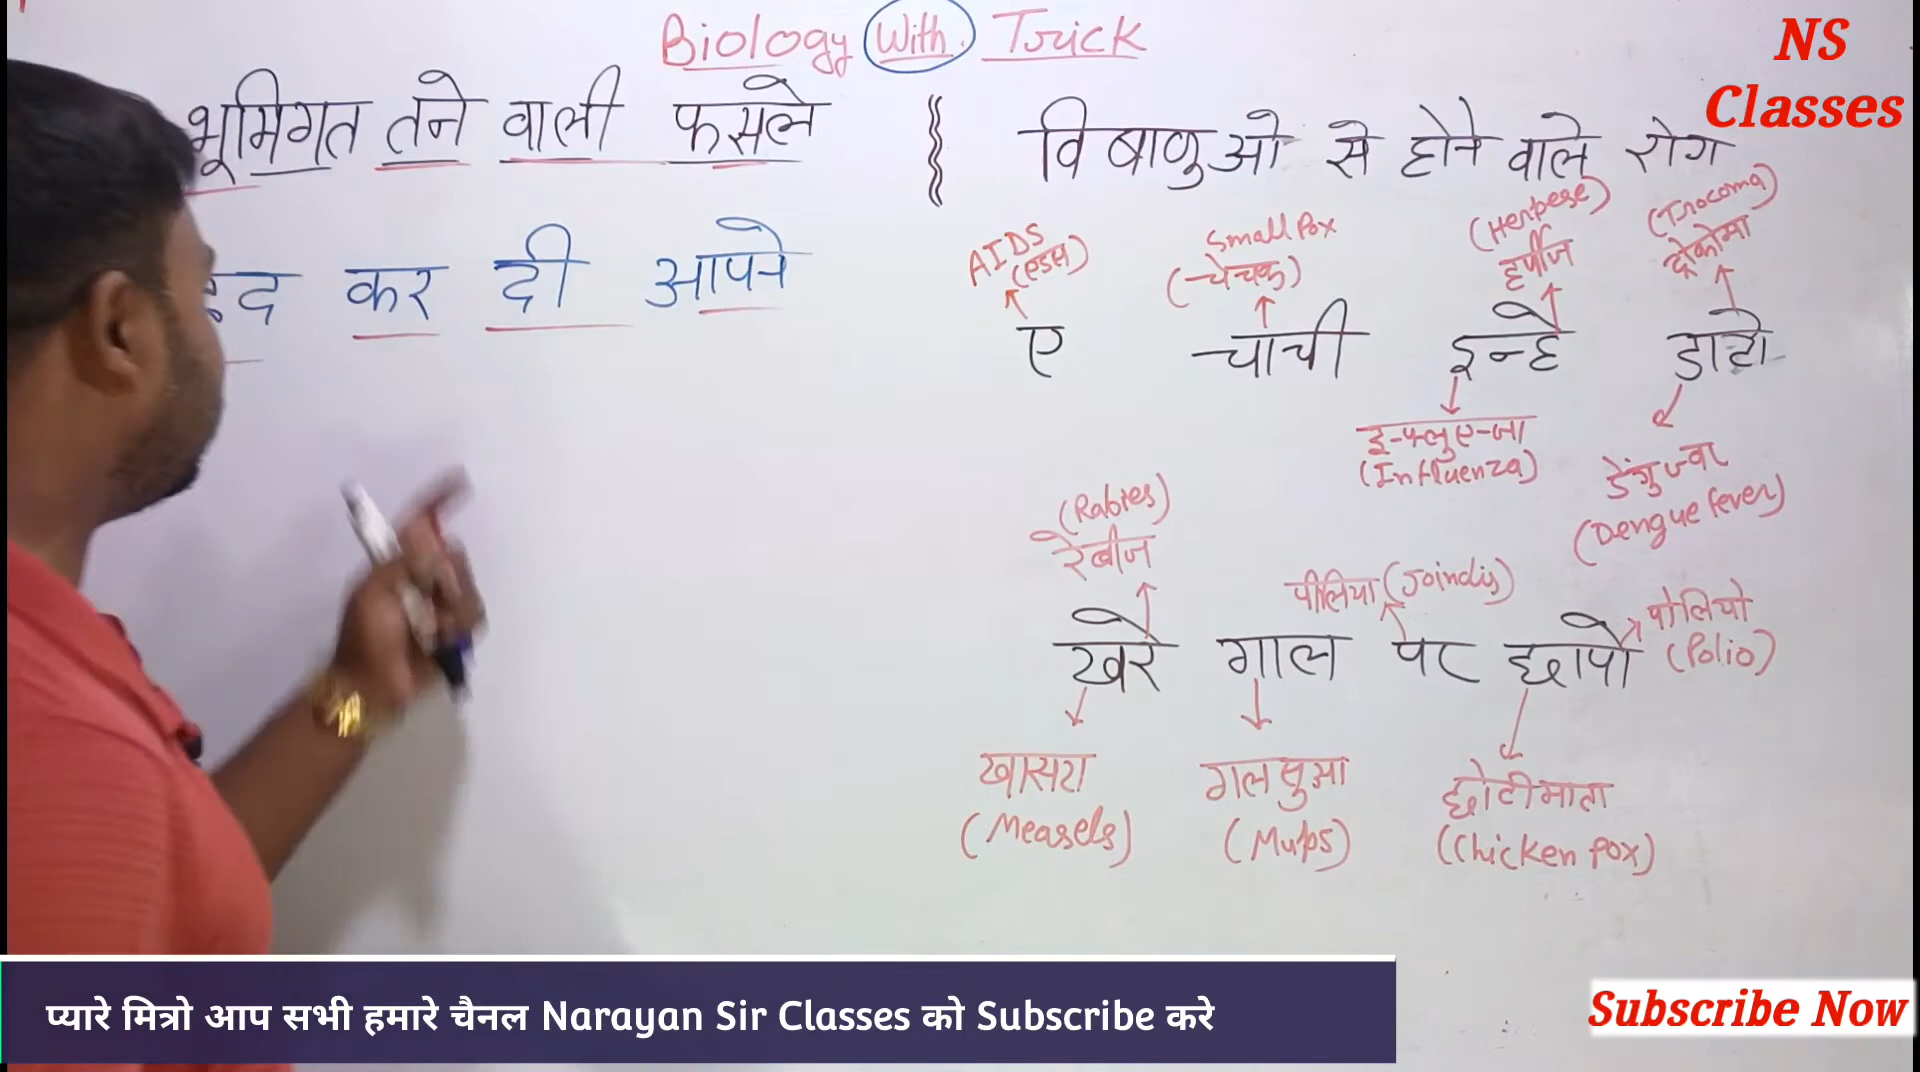 Biology With Trick
NS
Classes
भूमिगत तने वाली फसले
कर दी आपने
विषाणुओ से होने वाले रोग
AIDS
(एडस)
Small Pox
(चेचक)
(Herpese)
हर्पीज
(Trocoma)
ट्रोकोमा
ए चाची इन्हे डाटो
इन्फ्लुएन्जा
(Influenza)
डेंगु ज्वर
(Dengue fever)
(Rabies)
रेबीज
पीलिया (Joindis)
पोलियो
(Polio)
खरे गाल पर छापो
खासरा
(Measels)
गलसुआ
(Mumps)
छोटी माता
(Chicken Pox)
प्यारे मित्रो आप सभी हमारे चैनल Narayan Sir Classes को Subscribe करे
Subscribe Now